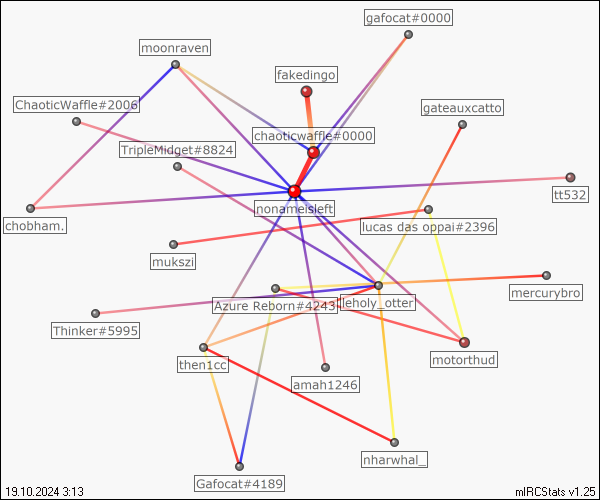 gafocat#0000
moonraven
fakedingo
ChaoticWaffle#2006
gateauxcatto
chaoticwaffle#0000
TripleMidget#8824
tt532
nonameisleft
chobham.
lucas das oppai#2396
mukszi
mercurybro
Azure Reborn#4243
leholy_otter
Thinker#5995
motorthud
then1cc
amah1246
nharwhal_
Gafocat#4189
19.10.2024 3:13
mIRCStats v1.25